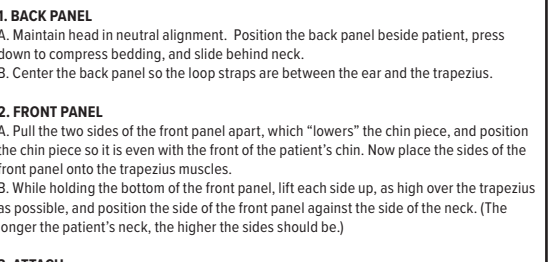 1. BACK PANEL
A. Maintain head in neutral alignment. Position the back panel beside patient, press
down to compress bedding, and slide behind neck.
B. Center the back panel so the loop straps are between the ear and the trapezius.
2. FRONT PANEL
A. Pull the two sides of the front panel apart, which “lowers” the chin piece, and position
the chin piece so it is even with the front of the patient’s chin. Now place the sides of the
front panel onto the trapezius muscles.
B. While holding the bottom of the front panel, lift each side up, as high over the trapezius
as possible, and position the side of the front panel against the side of the neck. (The
longer the patient’s neck, the higher the sides should be.)
3. ATTACH